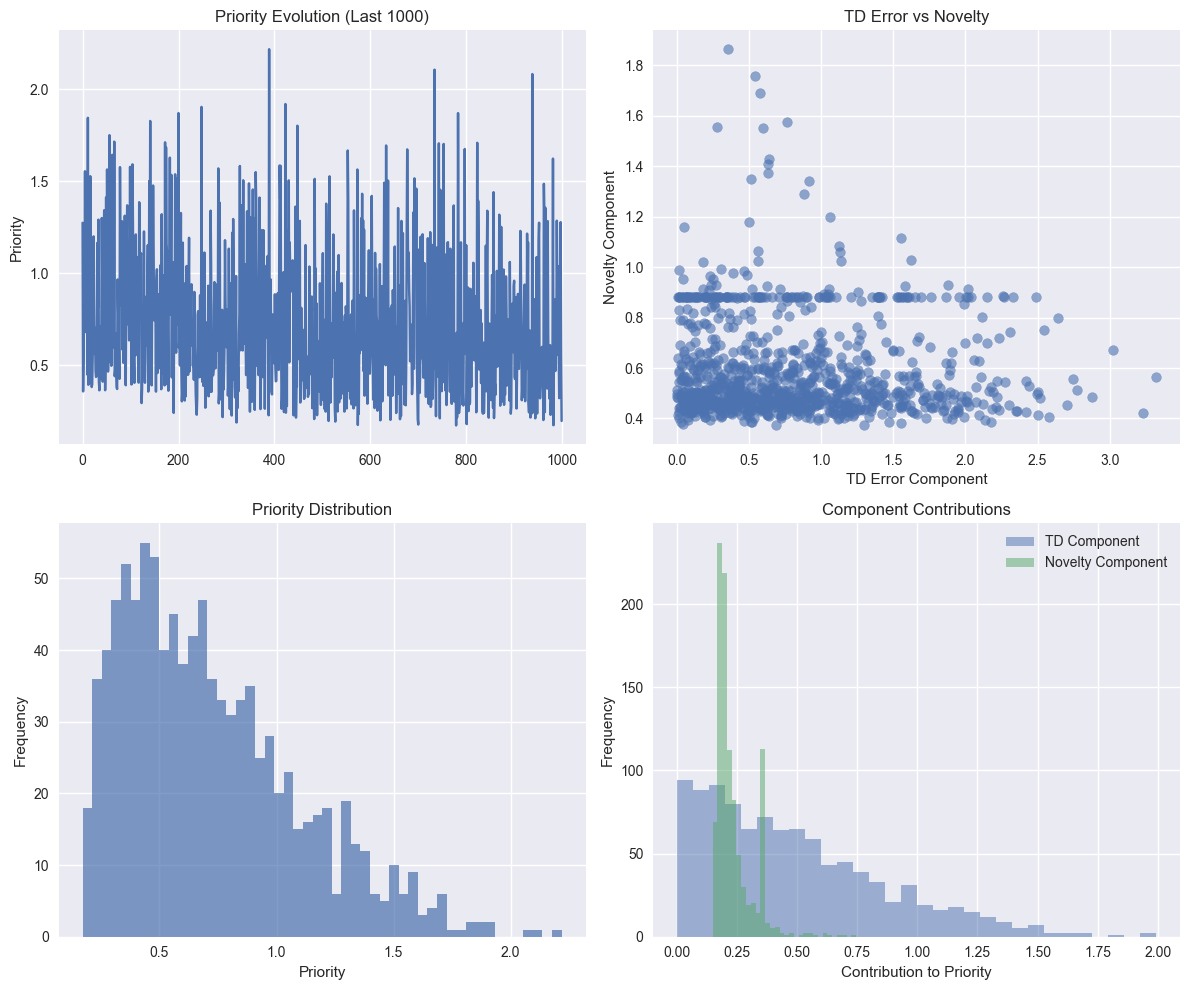 Priority Evolution (Last 1000)
Priority
2.0
1.5
1.0
0.5
0 200 400 600 800 1000
TD Error vs Novelty
Novelty Component
1.8
1.6
1.4
1.2
1.0
0.8
0.6
0.4
0.0 0.5 1.0 1.5 2.0 2.5 3.0
TD Error Component
Priority Distribution
Frequency
50
40
30
20
10
0
0.5 1.0 1.5 2.0
Priority
Component Contributions
TD Component
Novelty Component
Frequency
200
150
100
50
0
0.00 0.25 0.50 0.75 1.00 1.25 1.50 1.75 2.00
Contribution to Priority